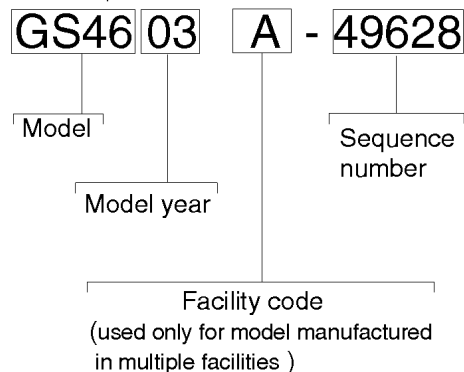 GS46 03 A - 49628
Model
Sequence
number
Model year
Facility code
(used only for model manufactured
in multiple facilities )